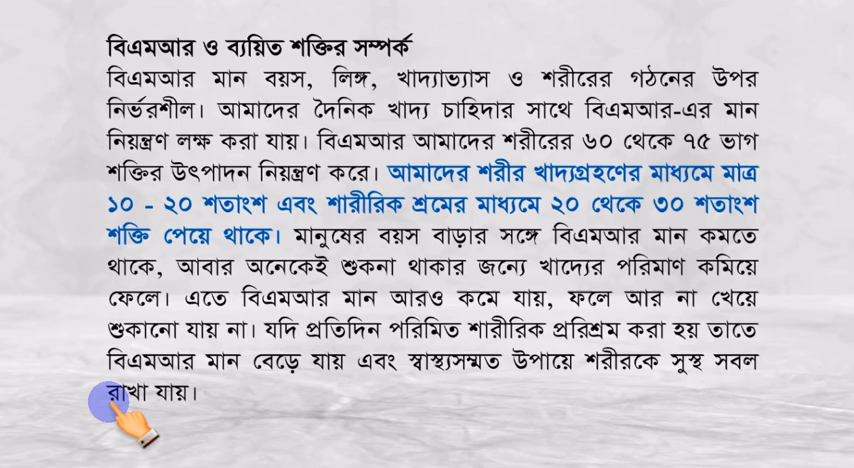 বিএমআর ও ব্যয়িত শক্তির সম্পর্ক
বিএমআর মান বয়স, লিঙ্গ, খাদ্যাভ্যাস ও শরীরের গঠনের উপর
নির্ভরশীল। আমাদের দৈনিক খাদ্য চাহিদার সাথে বিএমআর-এর মান
নিয়ন্ত্রণ লক্ষ করা যায়। বিএমআর আমাদের শরীরের ৬০ থেকে ৭৫ ভাগ
শক্তির উৎপাদন নিয়ন্ত্রণ করে। আমাদের শরীর খাদ্যগ্রহণের মাধ্যমে মাত্র
১০ - ২০ শতাংশ এবং শারীরিক শ্রমের মাধ্যমে ২০ থেকে ৩০ শতাংশ
শক্তি পেয়ে থাকে। মানুষের বয়স বাড়ার সঙ্গে বিএমআর মান কমতে
থাকে, আবার অনেকেই শুকনা থাকার জন্যে খাদ্যের পরিমাণ কমিয়ে
ফেলে। এতে বিএমআর মান আরও কমে যায়, ফলে আর না খেয়ে
শুকানো যায় না। যদি প্রতিদিন পরিমিত শারীরিক প্ররিশ্রম করা হয় তাতে
বিএমআর মান বেড়ে যায় এবং স্বাস্থ্যসম্মত উপায়ে শরীরকে সুস্থ সবল
রাখা যায়।